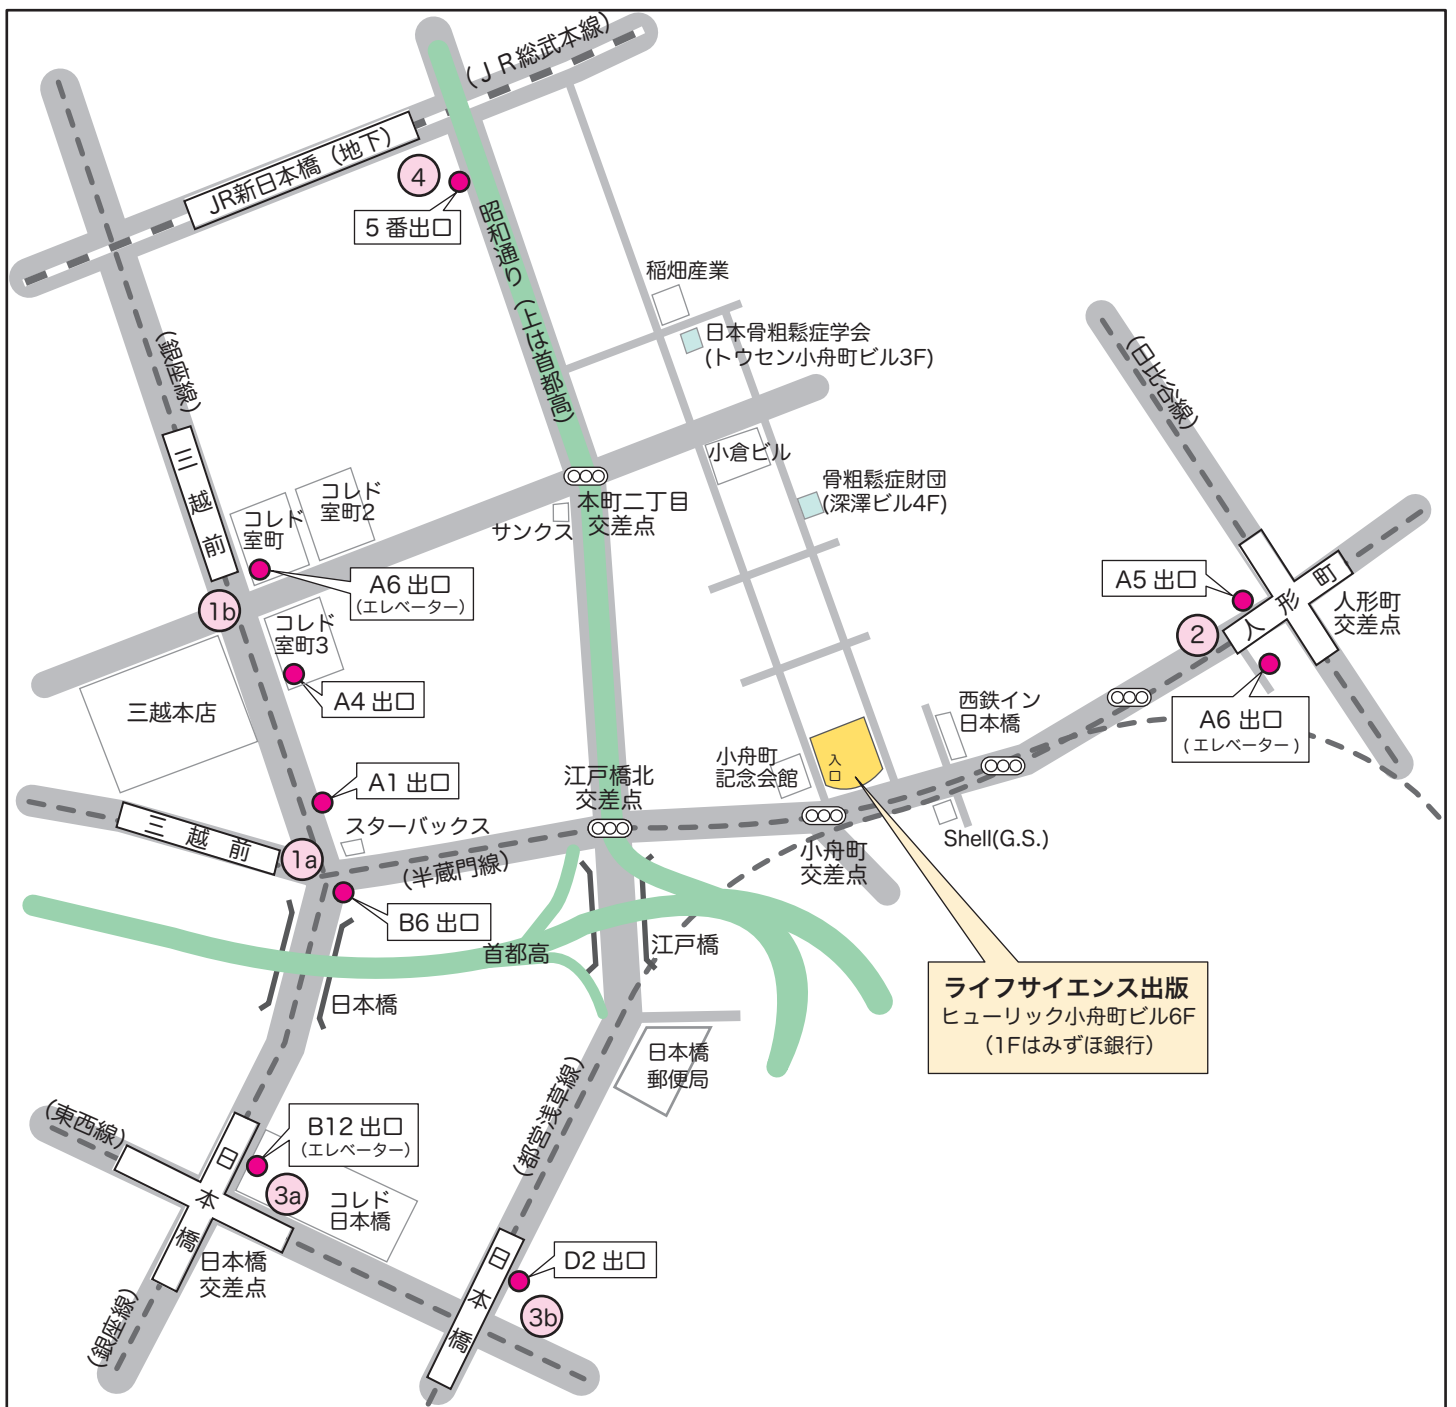 (ＪＲ総武本線)
JR新日本橋（地下）
4
5 番出口
昭和通り (上は首都高)
稲畑産業
日本骨粗鬆症学会
(トウセン小舟町ビル3F)
(日比谷線)
(銀座線)
三越前
コレド
室町
コレド
室町2
小倉ビル
骨粗鬆症財団
(深澤ビル4F)
サンクス
本町二丁目
交差点
A6 出口
(エレベーター)
1b
コレド
室町3
A4 出口
三越本店
A5 出口
2
人形町
人形町
交差点
A6 出口
( エレベーター )
西鉄イン
日本橋
小舟町
記念会館
入口
江戸橋北
交差点
A1 出口
スターバックス
三越前
1a
(半蔵門線)
小舟町
交差点
Shell(G.S.)
B6 出口
首都高
江戸橋
日本橋
ライフサイエンス出版
ヒューリック小舟町ビル6F
(1Fはみずほ銀行)
日本橋
郵便局
(都営浅草線)
(東西線)
B12 出口
(エレベーター)
3a
コレド
日本橋
日本橋
日本橋
交差点
(銀座線)
日本橋
D2 出口
3b